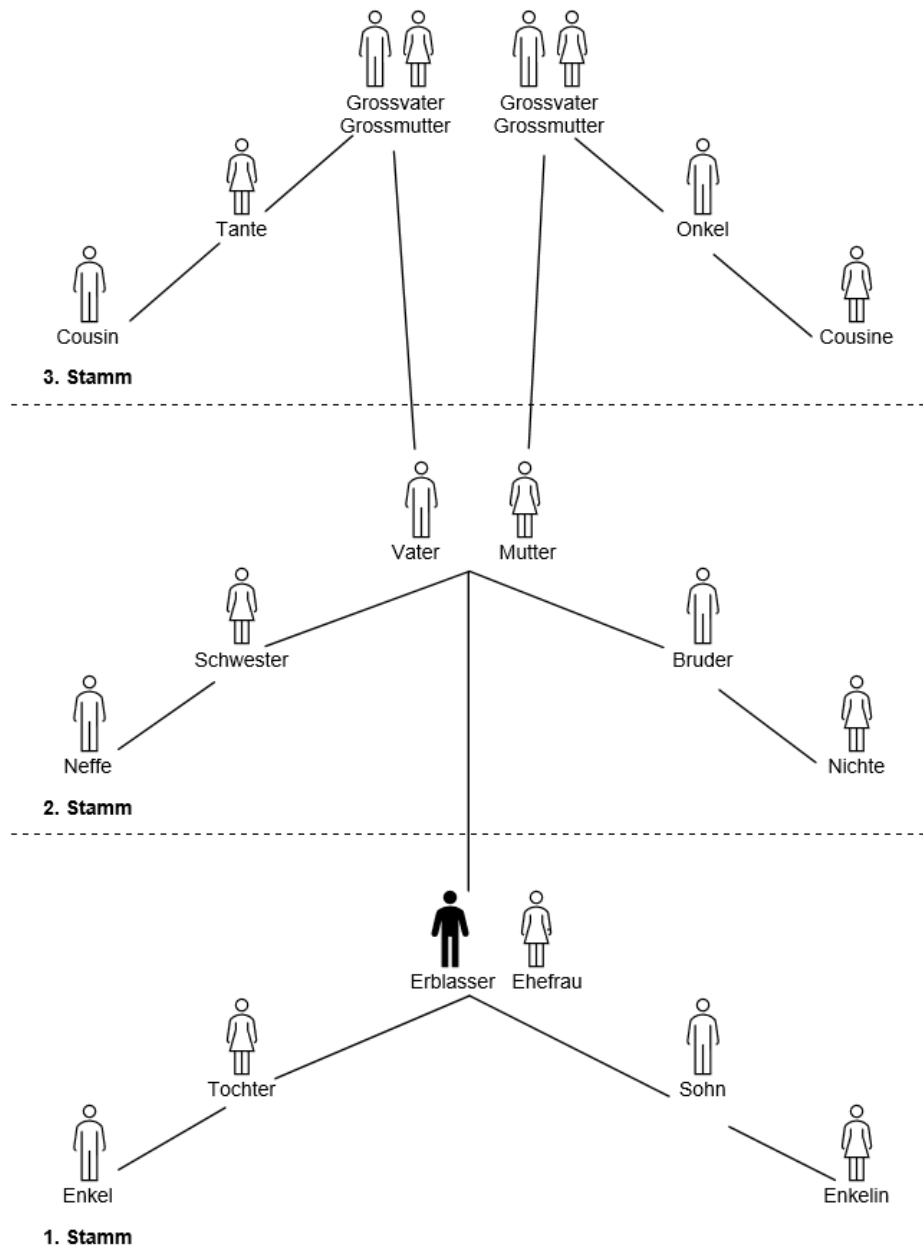 Grossvater
Grossmutter
Grossvater
Grossmutter
Tante
Onkel
Cousin
Cousine
3. Stamm
Vater
Mutter
Schwester
Bruder
Neffe
Nichte
2. Stamm
Erblasser
Ehefrau
Tochter
Sohn
Enkel
Enkelin
1. Stamm